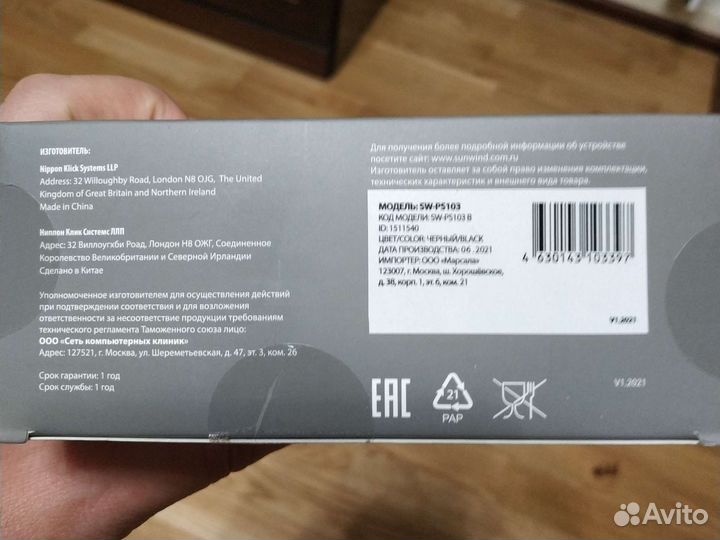 ИЗГОТОВИТЕЛЬ:
Nippon Klick Systems LLP
Address: 32 Willoughby Road, London N8 OJG, The United
Kingdom of Great Britain and Northern Ireland
Made in China
Ниппон Клик Системс ЛЛП
Адрес: 32 Виллоугхби Роад, Лондон Н8 ОЖГ, Соединенное
Королевство Великобритании и Северной Ирландии
Сделано в Китае
Уполномоченное изготовителем для осуществления действий
при подтверждении соответствия и для возложения
ответственности за несоответствие продукции требованиям
технического регламента Таможенного союза лицо:
ООО «Сеть компьютерных клиник»
Адрес: 127521, г. Москва, ул. Шереметьевская, д. 47, эт. 3, ком. 26
Срок гарантии: 1 год
Срок службы: 1 год
Для получения более подробной информации об устройстве
посетите сайт: www.sunwind.com.ru
Изготовитель оставляет за собой право изменения комплектации,
технических характеристик и внешнего вида товара.
МОДЕЛЬ: SW-PS103
КОД МОДЕЛИ: SW-PS103 B
ID: 1511540
ЦВЕТ/COLOR: ЧЕРНЫЙ/BLACK
ДАТА ПРОИЗВОДСТВА: 06 . 2021
ИМПОРТЕР: ООО «Марсала»
123007, г. Москва, ш. Хорошёвское,
д. 38, корп. 1, эт. 6, ком. 21
4 630143 103397
V1.2021
EAC
21
PAP
V1.2021
Avito